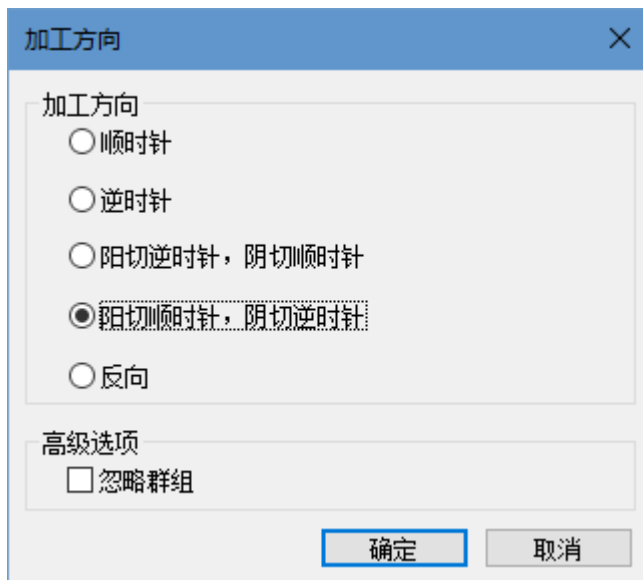 加工方向
加工方向
顺时针
逆时针
阳切逆时针，阴切顺时针
阳切顺时针，阴切逆时针
反向
高级选项
忽略群组
确定
取消